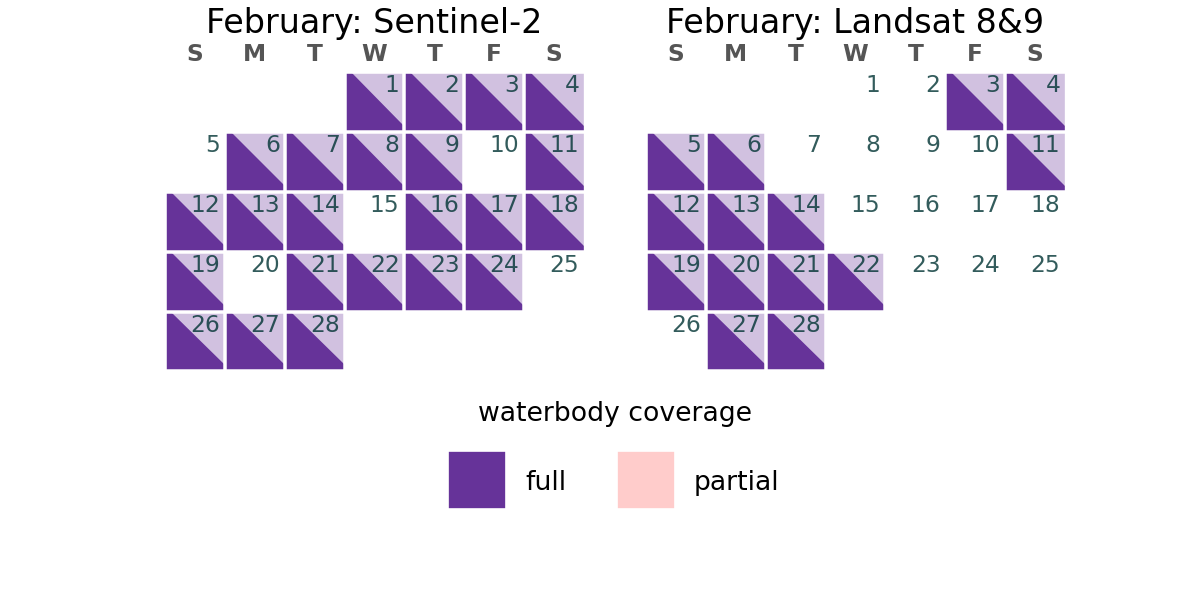 February: Sentinel-2
S M T W T F S
1 2 3 4
5 6 7 8 9 10 11
12 13 14 15 16 17 18
19 20 21 22 23 24 25
26 27 28
February: Landsat 8&9
S M T W T F S
1 2 3 4
5 6 7 8 9 10 11
12 13 14 15 16 17 18
19 20 21 22 23 24 25
26 27 28
waterbody coverage
full partial